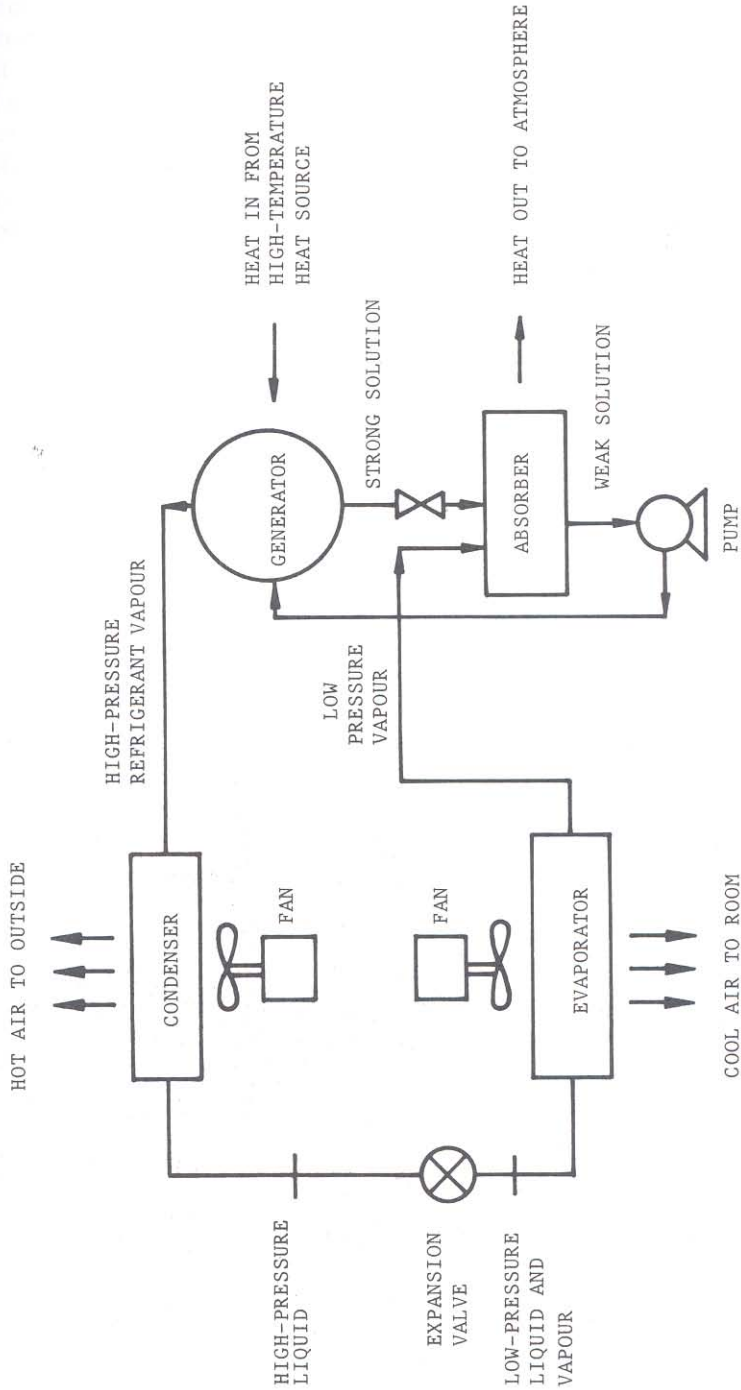 HOT AIR TO OUTSIDE
HIGH-PRESSURE
REFRIGERANT VAPOUR
CONDENSER
FAN
HIGH-PRESSURE
LIQUID
HEAT IN FROM
HIGH-TEMPERATURE
HEAT SOURCE
GENERATOR
STRONG SOLUTION
LOW
PRESSURE
VAPOUR
EXPANSION
VALVE
FAN
LOW-PRESSURE
LIQUID AND
VAPOUR
EVAPORATOR
ABSORBER
HEAT OUT TO ATMOSPHERE
WEAK SOLUTION
COOL AIR TO ROOM
PUMP